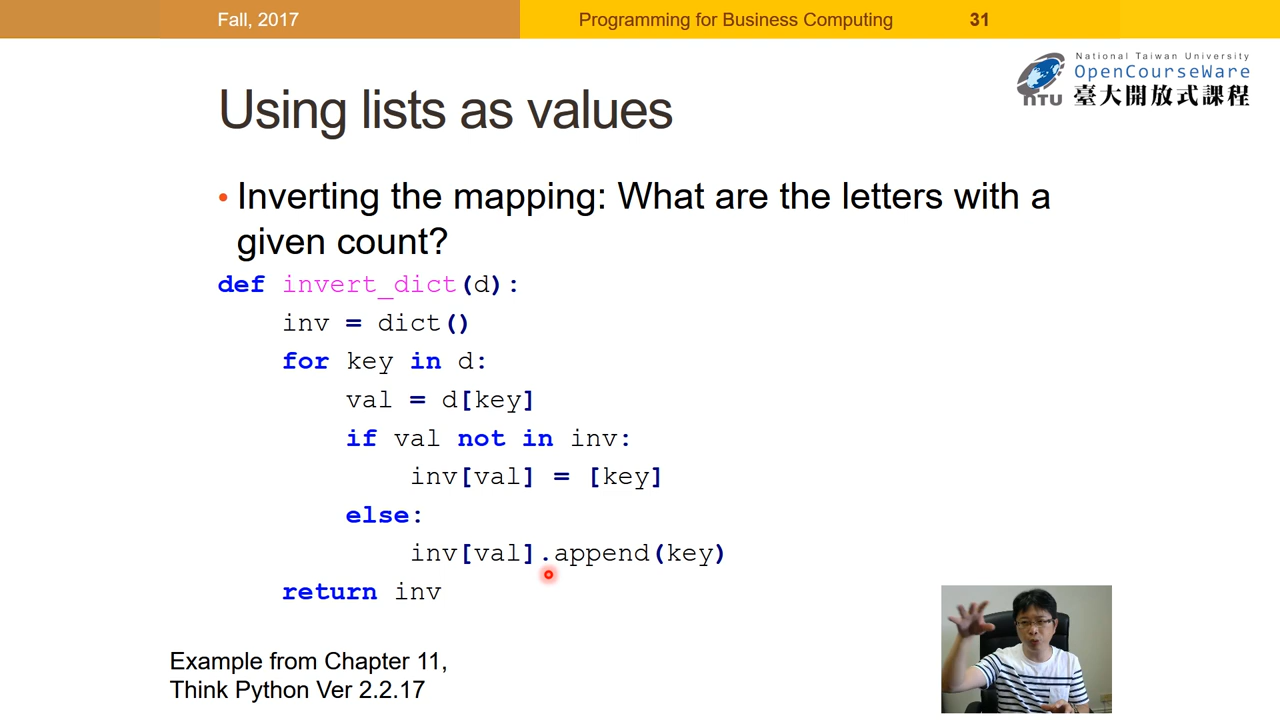 Fall, 2017
Programming for Business Computing
31
National Taiwan University
OpenCourseWare
NTU
臺大開放式課程
Using lists as values
• Inverting the mapping: What are the letters with a
given count?
def invert_dict(d):
    inv = dict()
    for key in d:
        val = d[key]
        if val not in inv:
            inv[val] = [key]
        else:
            inv[val].append(key)
    return inv
Example from Chapter 11,
Think Python Ver 2.2.17